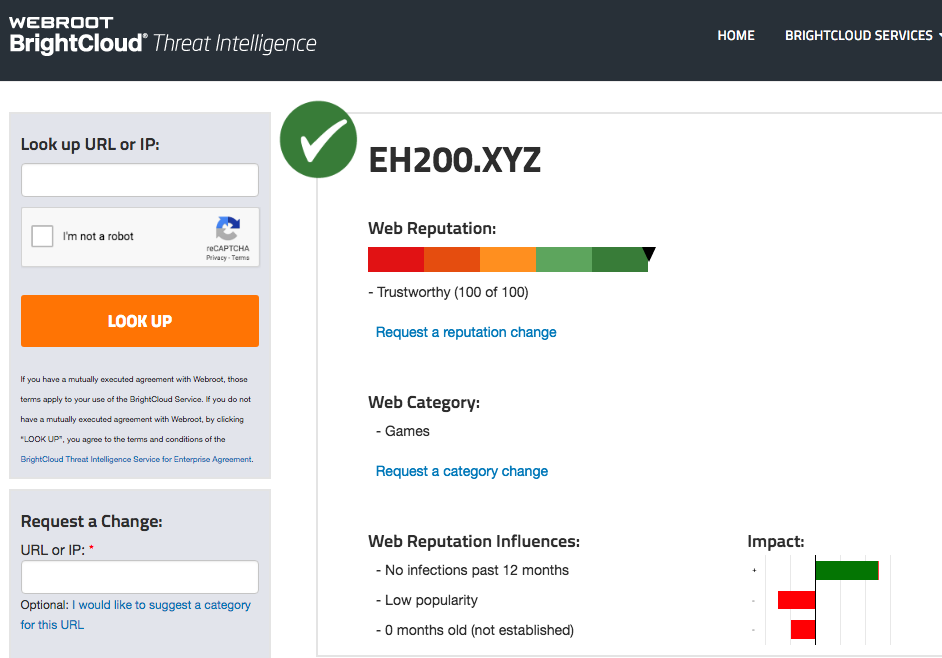 WEBROOT
BrightCloud® Threat Intelligence
HOME
BRIGHTCLOUD SERVICES
Look up URL or IP:
I'm not a robot
reCAPTCHA
Privacy - Terms
LOOK UP
If you have a mutually executed agreement with Webroot, those
terms apply to your use of the BrightCloud Service. If you do not
have a mutually executed agreement with Webroot, by clicking
"LOOK UP", you agree to the terms and conditions of the
BrightCloud Threat Intelligence Service for Enterprise Agreement.
Request a Change:
URL or IP: *
Optional: I would like to suggest a category
for this URL
EH200.XYZ
Web Reputation:
- Trustworthy (100 of 100)
Request a reputation change
Web Category:
- Games
Request a category change
Web Reputation Influences:
- No infections past 12 months
- Low popularity
- 0 months old (not established)
Impact:
+
-
-